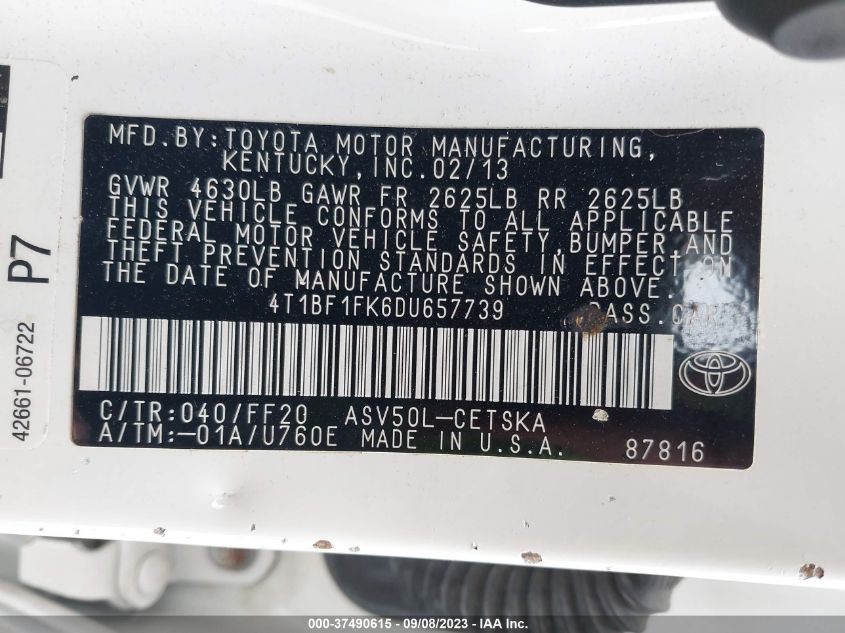 MFD.BY:TOYOTA MOTOR MANUFACTURING,
KENTUCKY,INC.02/13
GVWR 4630LB GAWR FR 2625LB RR 2625LB
THIS VEHICLE CONFORMS TO ALL APPLICABLE
FEDERAL MOTOR VEHICLE SAFETY,BUMPER,AND
THEFT PREVENTION STANDARDS IN EFFECT ON
THE DATE OF MANUFACTURE SHOWN ABOVE.
4T1BF1FK6DU657739 PASS.CAR
C/TR:040/FF20 ASV50L-CETSKA
A/TM:-01A/U760E MADE IN U.S.A. 87816
42661-06722 P7
000-37490615 - 09/08/2023 - IAA Inc.